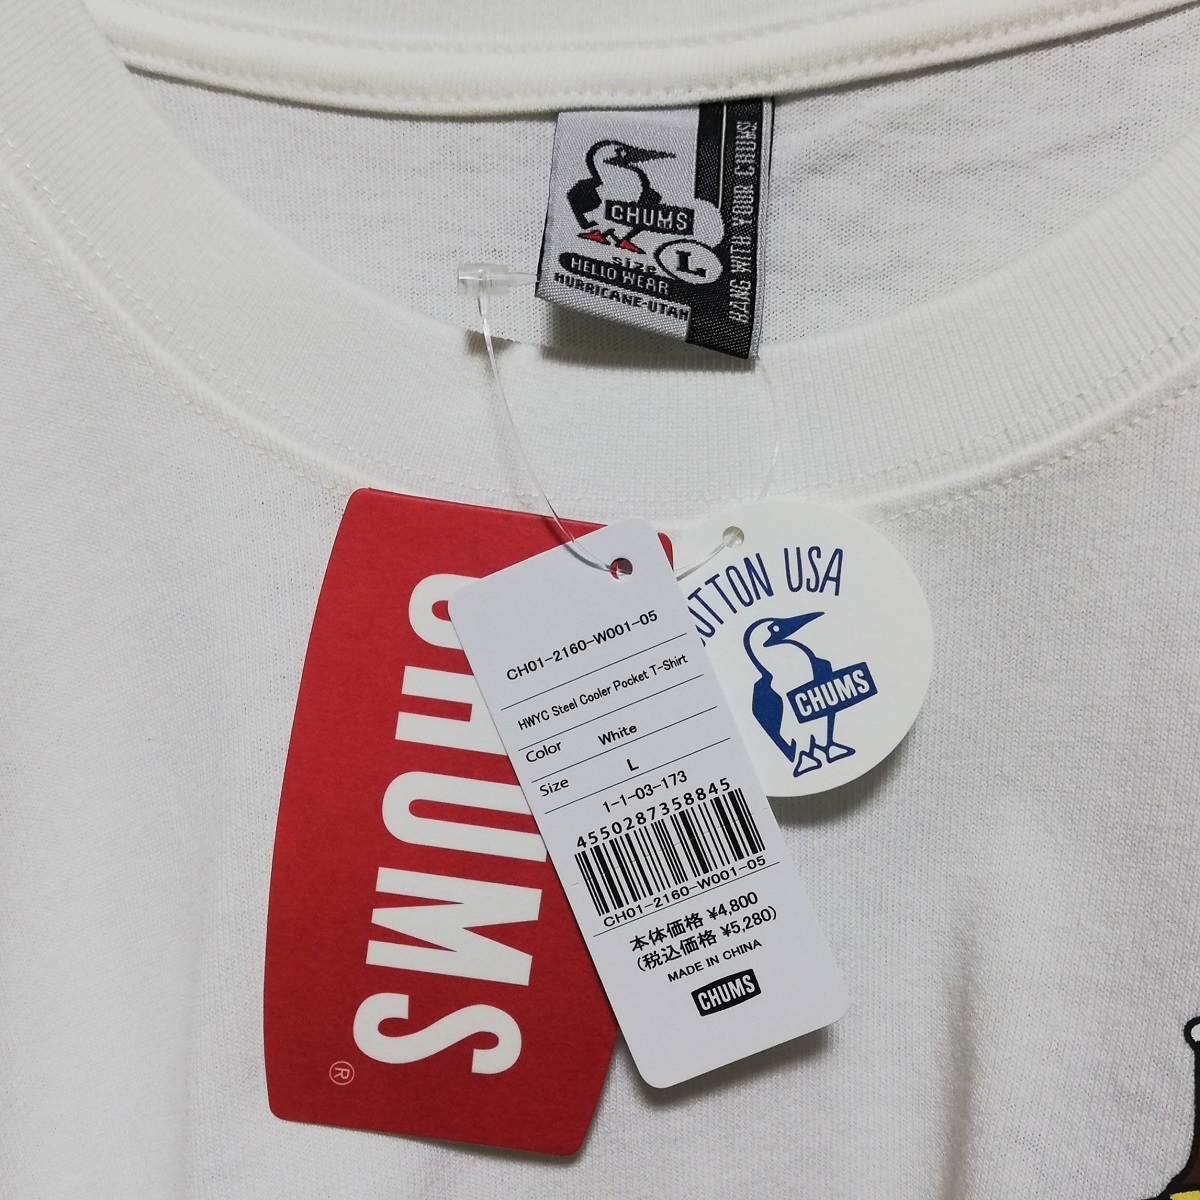 CHUMS
size L
HELLO WEAR
HURRICANE-UTAH
HANG WITH YOUR CHUMS!
CHUMS
®
COTTON USA
CHUMS
CH01-2160-W001-05
HWYC Steel Cooler Pocket T-Shirt
Color White
Size L
1-1-03-173
4550287358845
CH01-2160-W001-05
本体価格 ¥4,800
(税込価格 ¥5,280)
MADE IN CHINA
CHUMS